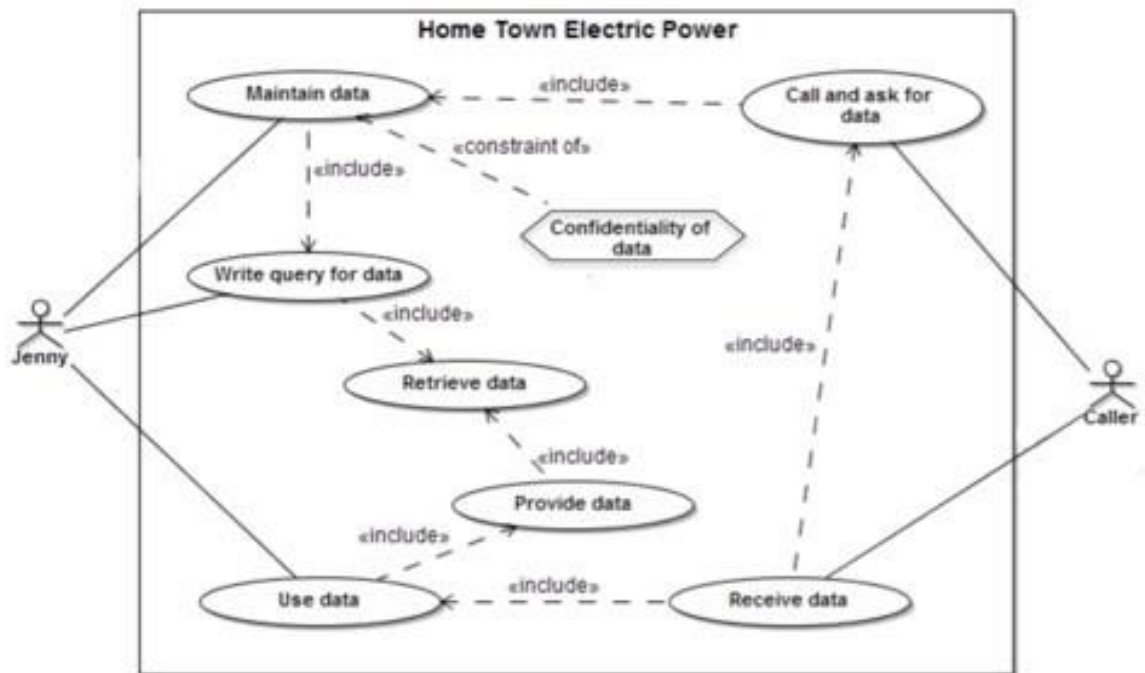 Home Town Electric Power
Maintain data
«include»
Call and ask for
data
«constraint of»
«include»
Confidentiality of
data
Write query for data
«include»
Jenny
«include»
Retrieve data
Caller
«include»
Provide data
«include»
«include»
Use data
Receive data